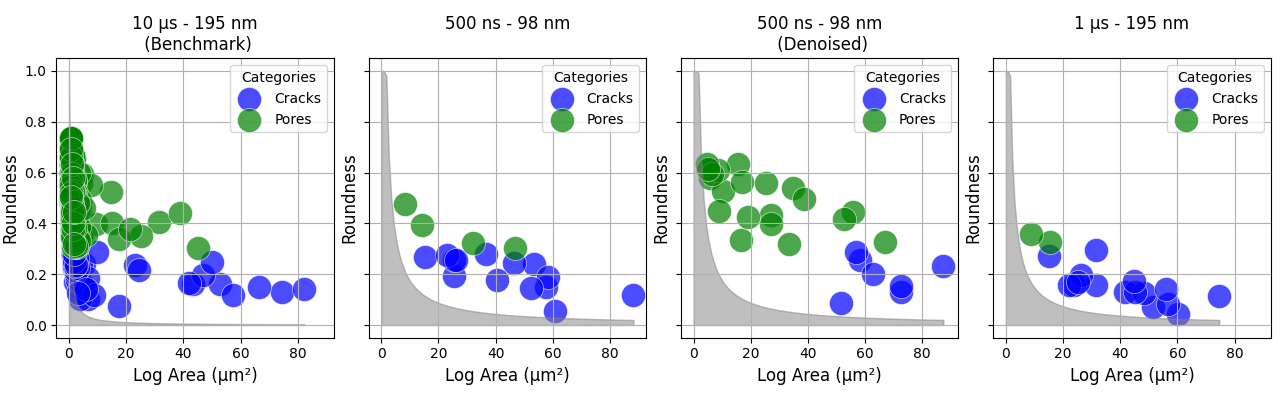 10 µs - 195 nm
(Benchmark)
500 ns - 98 nm
500 ns - 98 nm
(Denoised)
1 µs - 195 nm
Roundness
1.0
0.8
0.6
0.4
0.2
0.0
0
20
40
60
80
Log Area (µm²)
Categories
Cracks
Pores
Roundness
0
20
40
60
80
Log Area (µm²)
Categories
Cracks
Pores
Roundness
0
20
40
60
80
Log Area (µm²)
Categories
Cracks
Pores
Roundness
0
20
40
60
80
Log Area (µm²)
Categories
Cracks
Pores